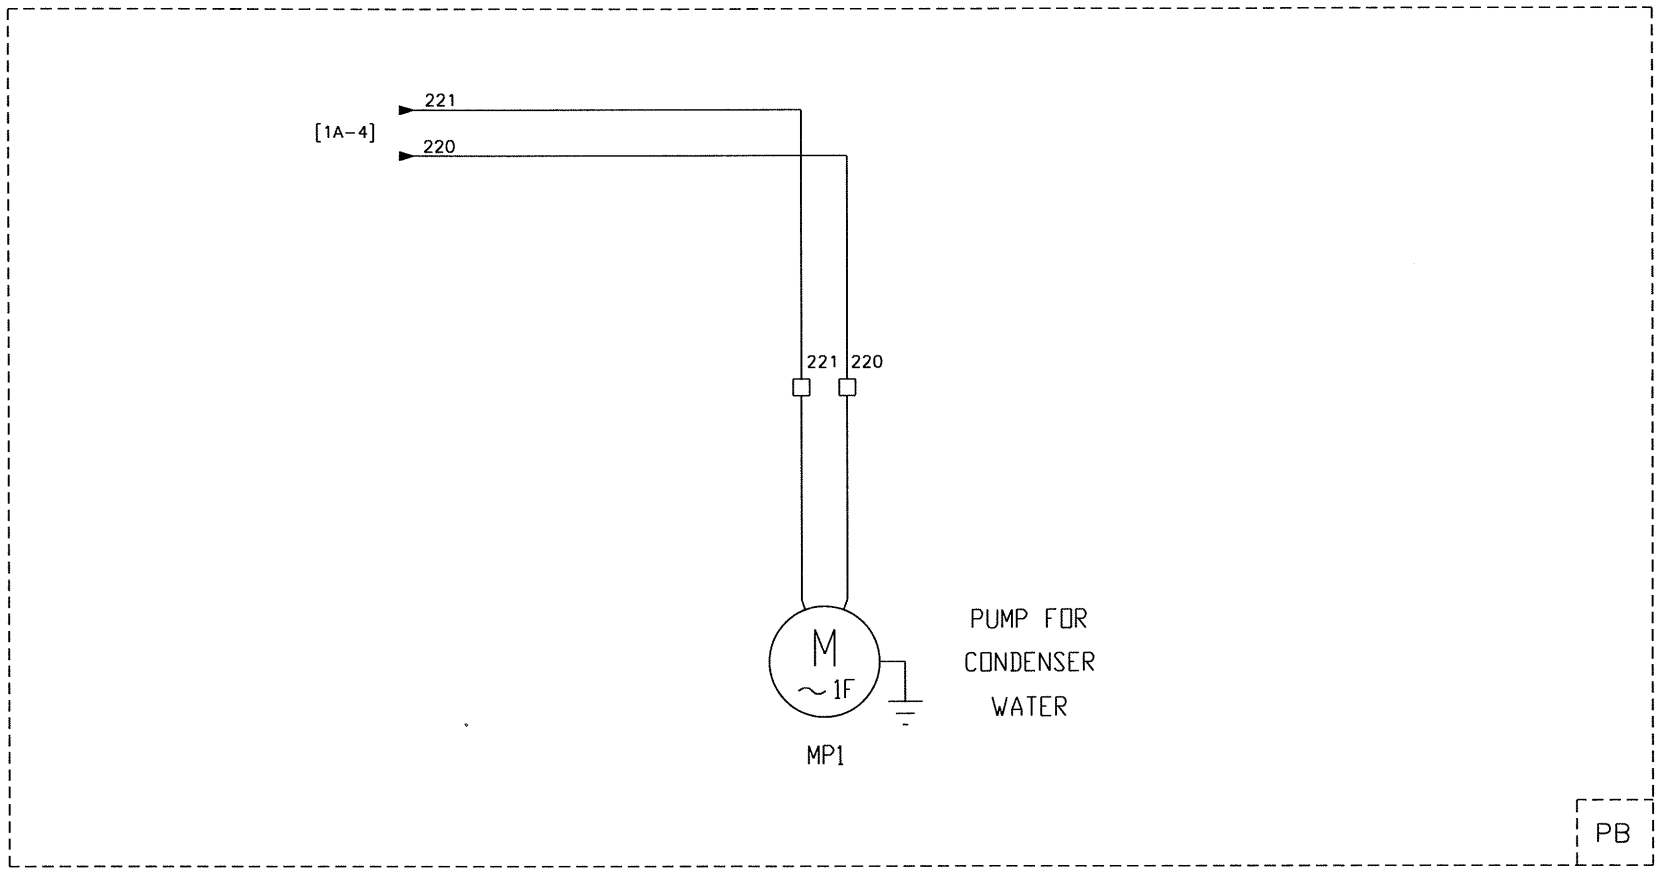 221
[1A-4]
220
221 220
PUMP FOR
CONDENSER
WATER
M
~ 1F
MP1
PB